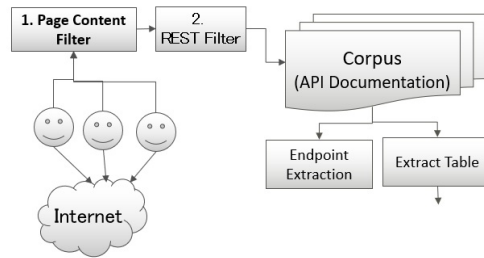 1. Page Content
Filter
2.
REST Filter
Corpus
(API Documentation)
Endpoint
Extraction
Extract Table
Internet